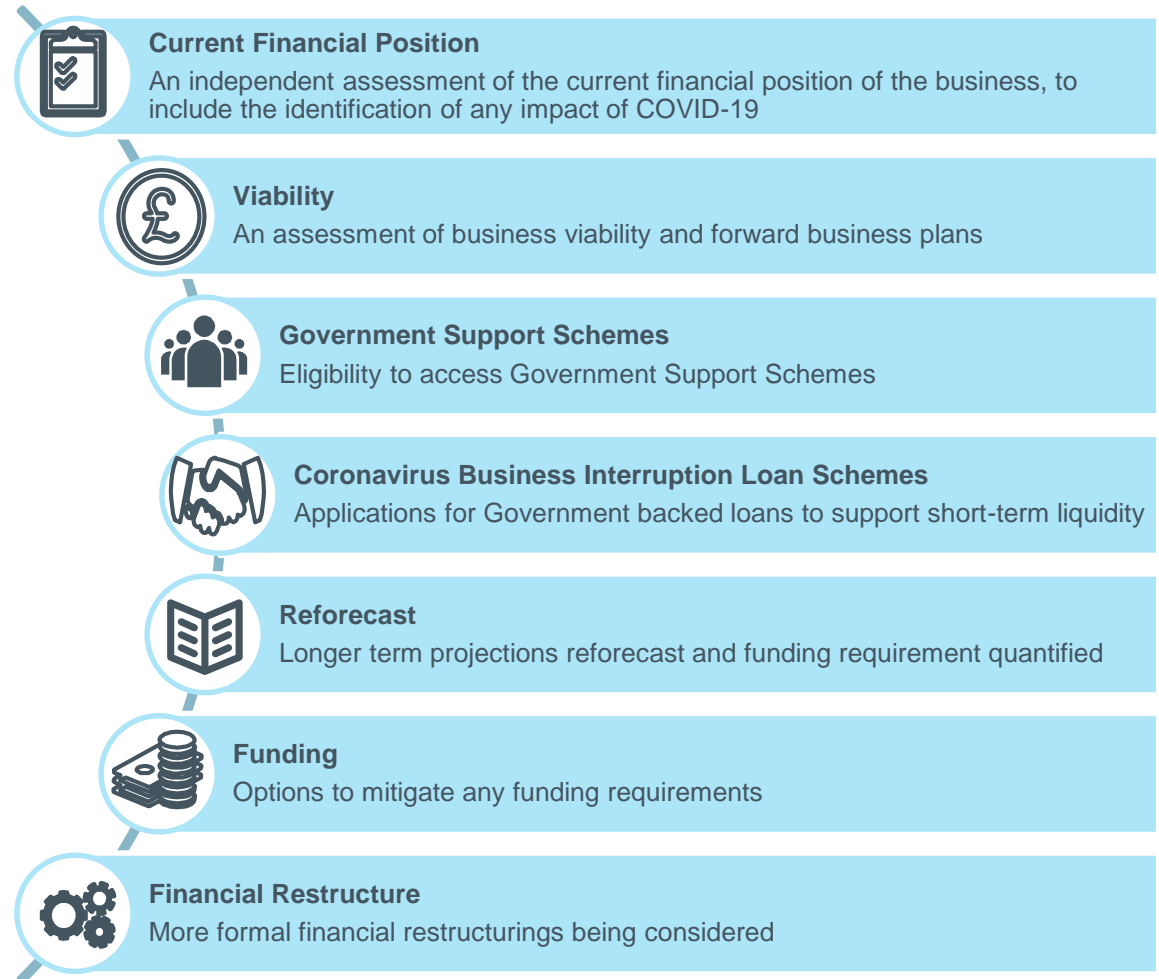 Current Financial Position
An independent assessment of the current financial position of the business, to
include the identification of any impact of COVID-19
Viability
£
An assessment of business viability and forward business plans
Government Support Schemes
Eligibility to access Government Support Schemes
Coronavirus Business Interruption Loan Schemes
Applications for Government backed loans to support short-term liquidity
Reforecast
Longer term projections reforecast and funding requirement quantified
Funding
Options to mitigate any funding requirements
Financial Restructure
More formal financial restructurings being considered